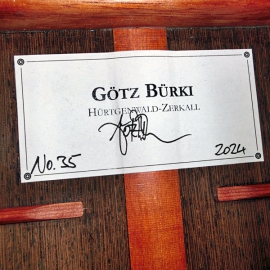 GÖTZ BÜRKI
HÜRTGENWALD-ZERKALL
No. 35
2024